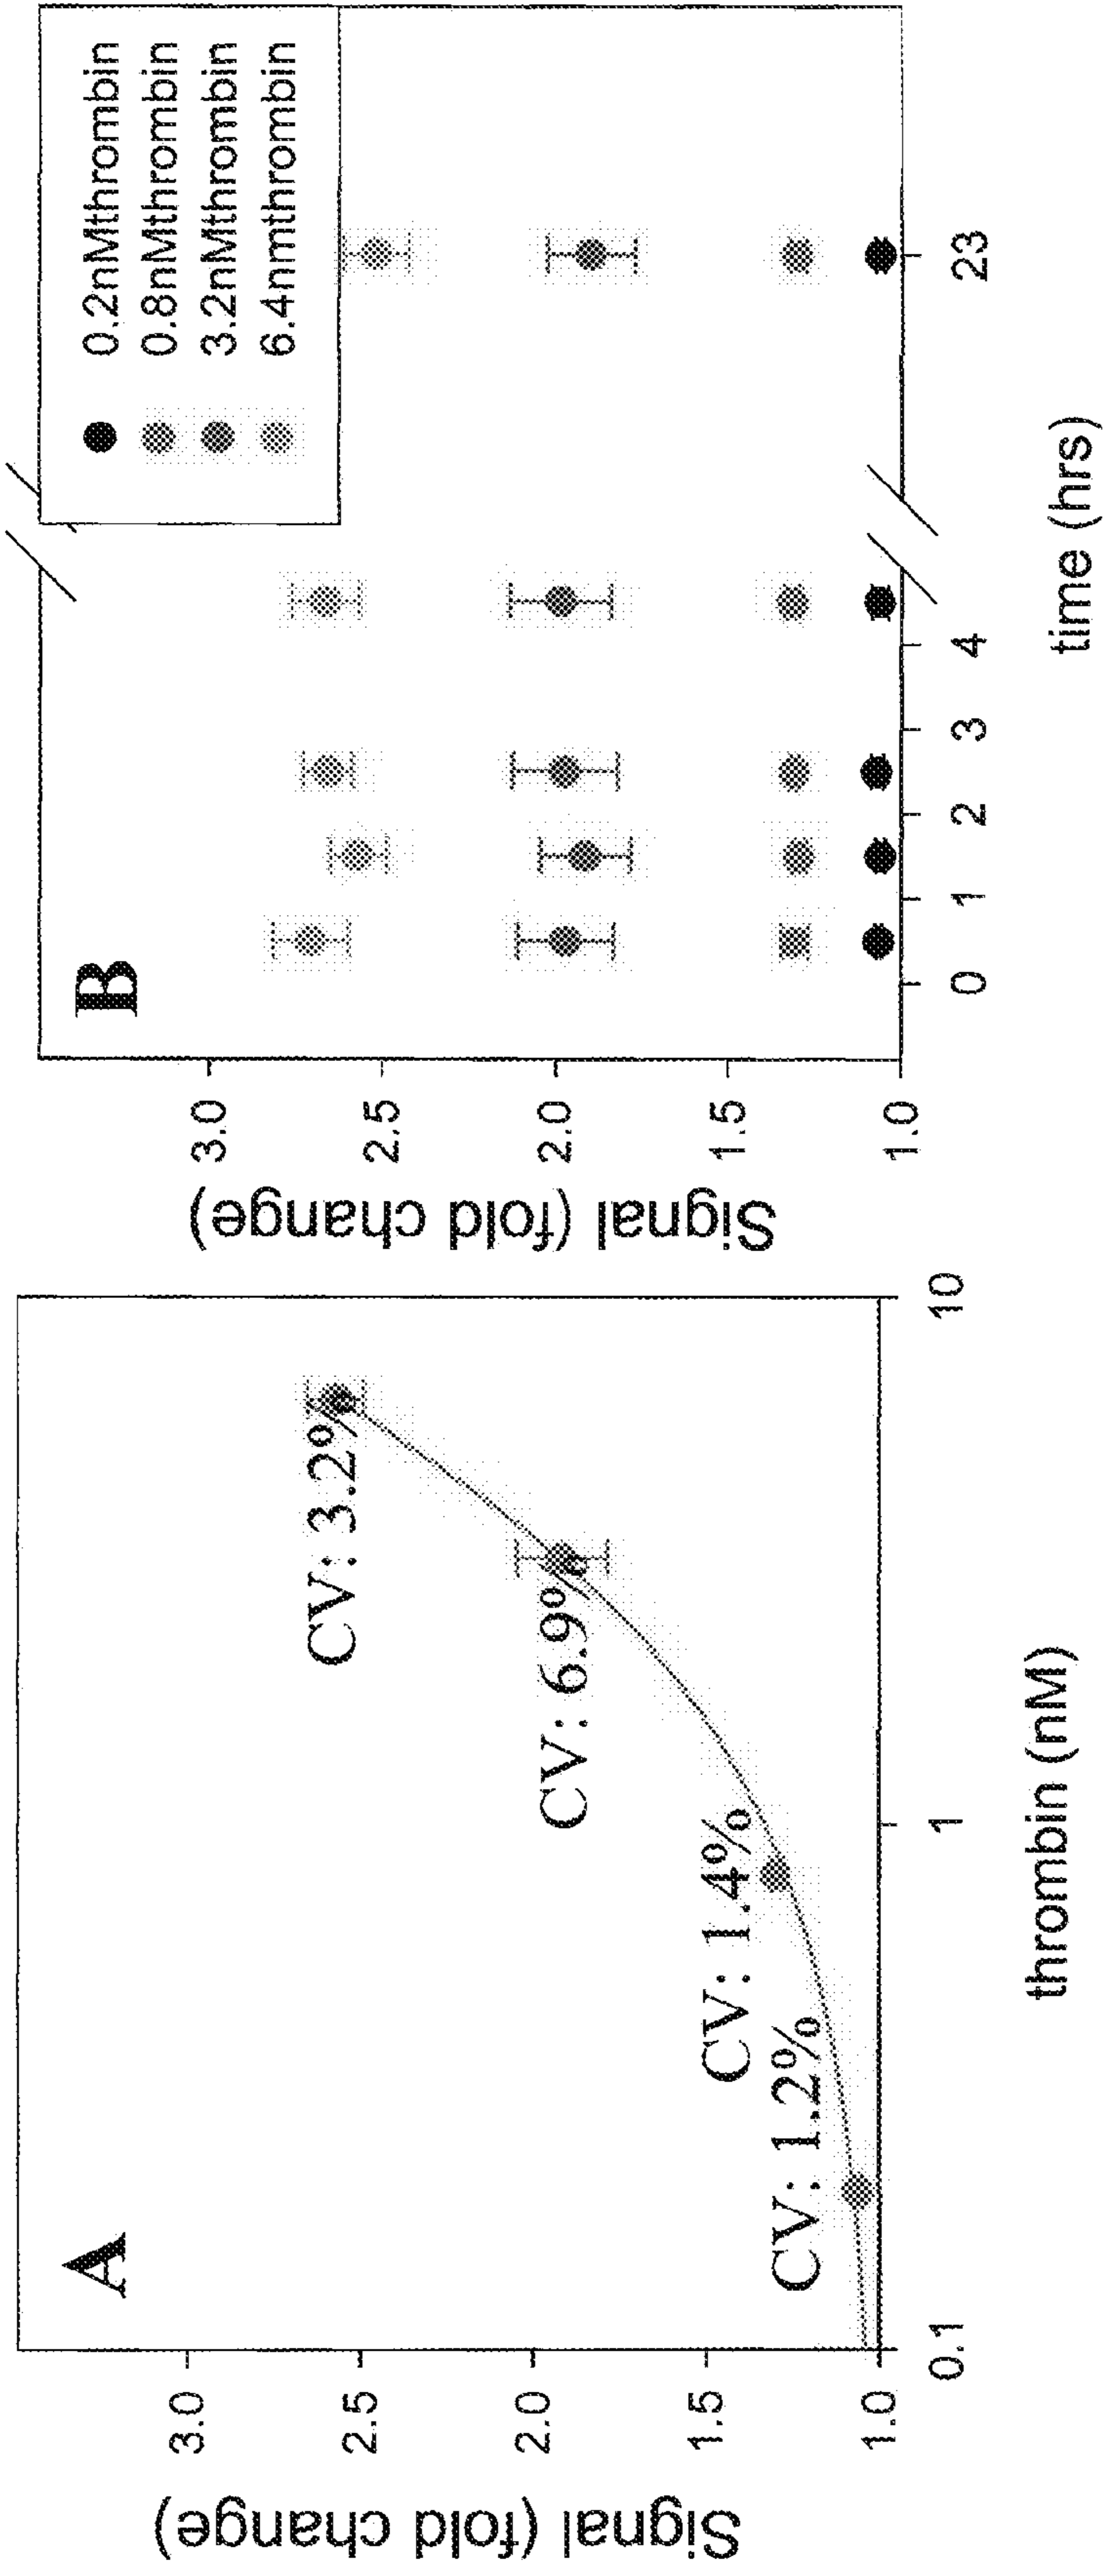 A
Signal (fold change)
3.0
2.5
2.0
1.5
1.0
CV: 3.2%
CV: 6.9%
CV: 1.4%
CV: 1.2%
0.1
1
10
thrombin (nM)
B
Signal (fold change)
3.0
2.5
2.0
1.5
1.0
0.2nMthrombin
0.8nMthrombin
3.2nMthrombin
6.4nmthrombin
0
1
2
3
4
23
time (hrs)